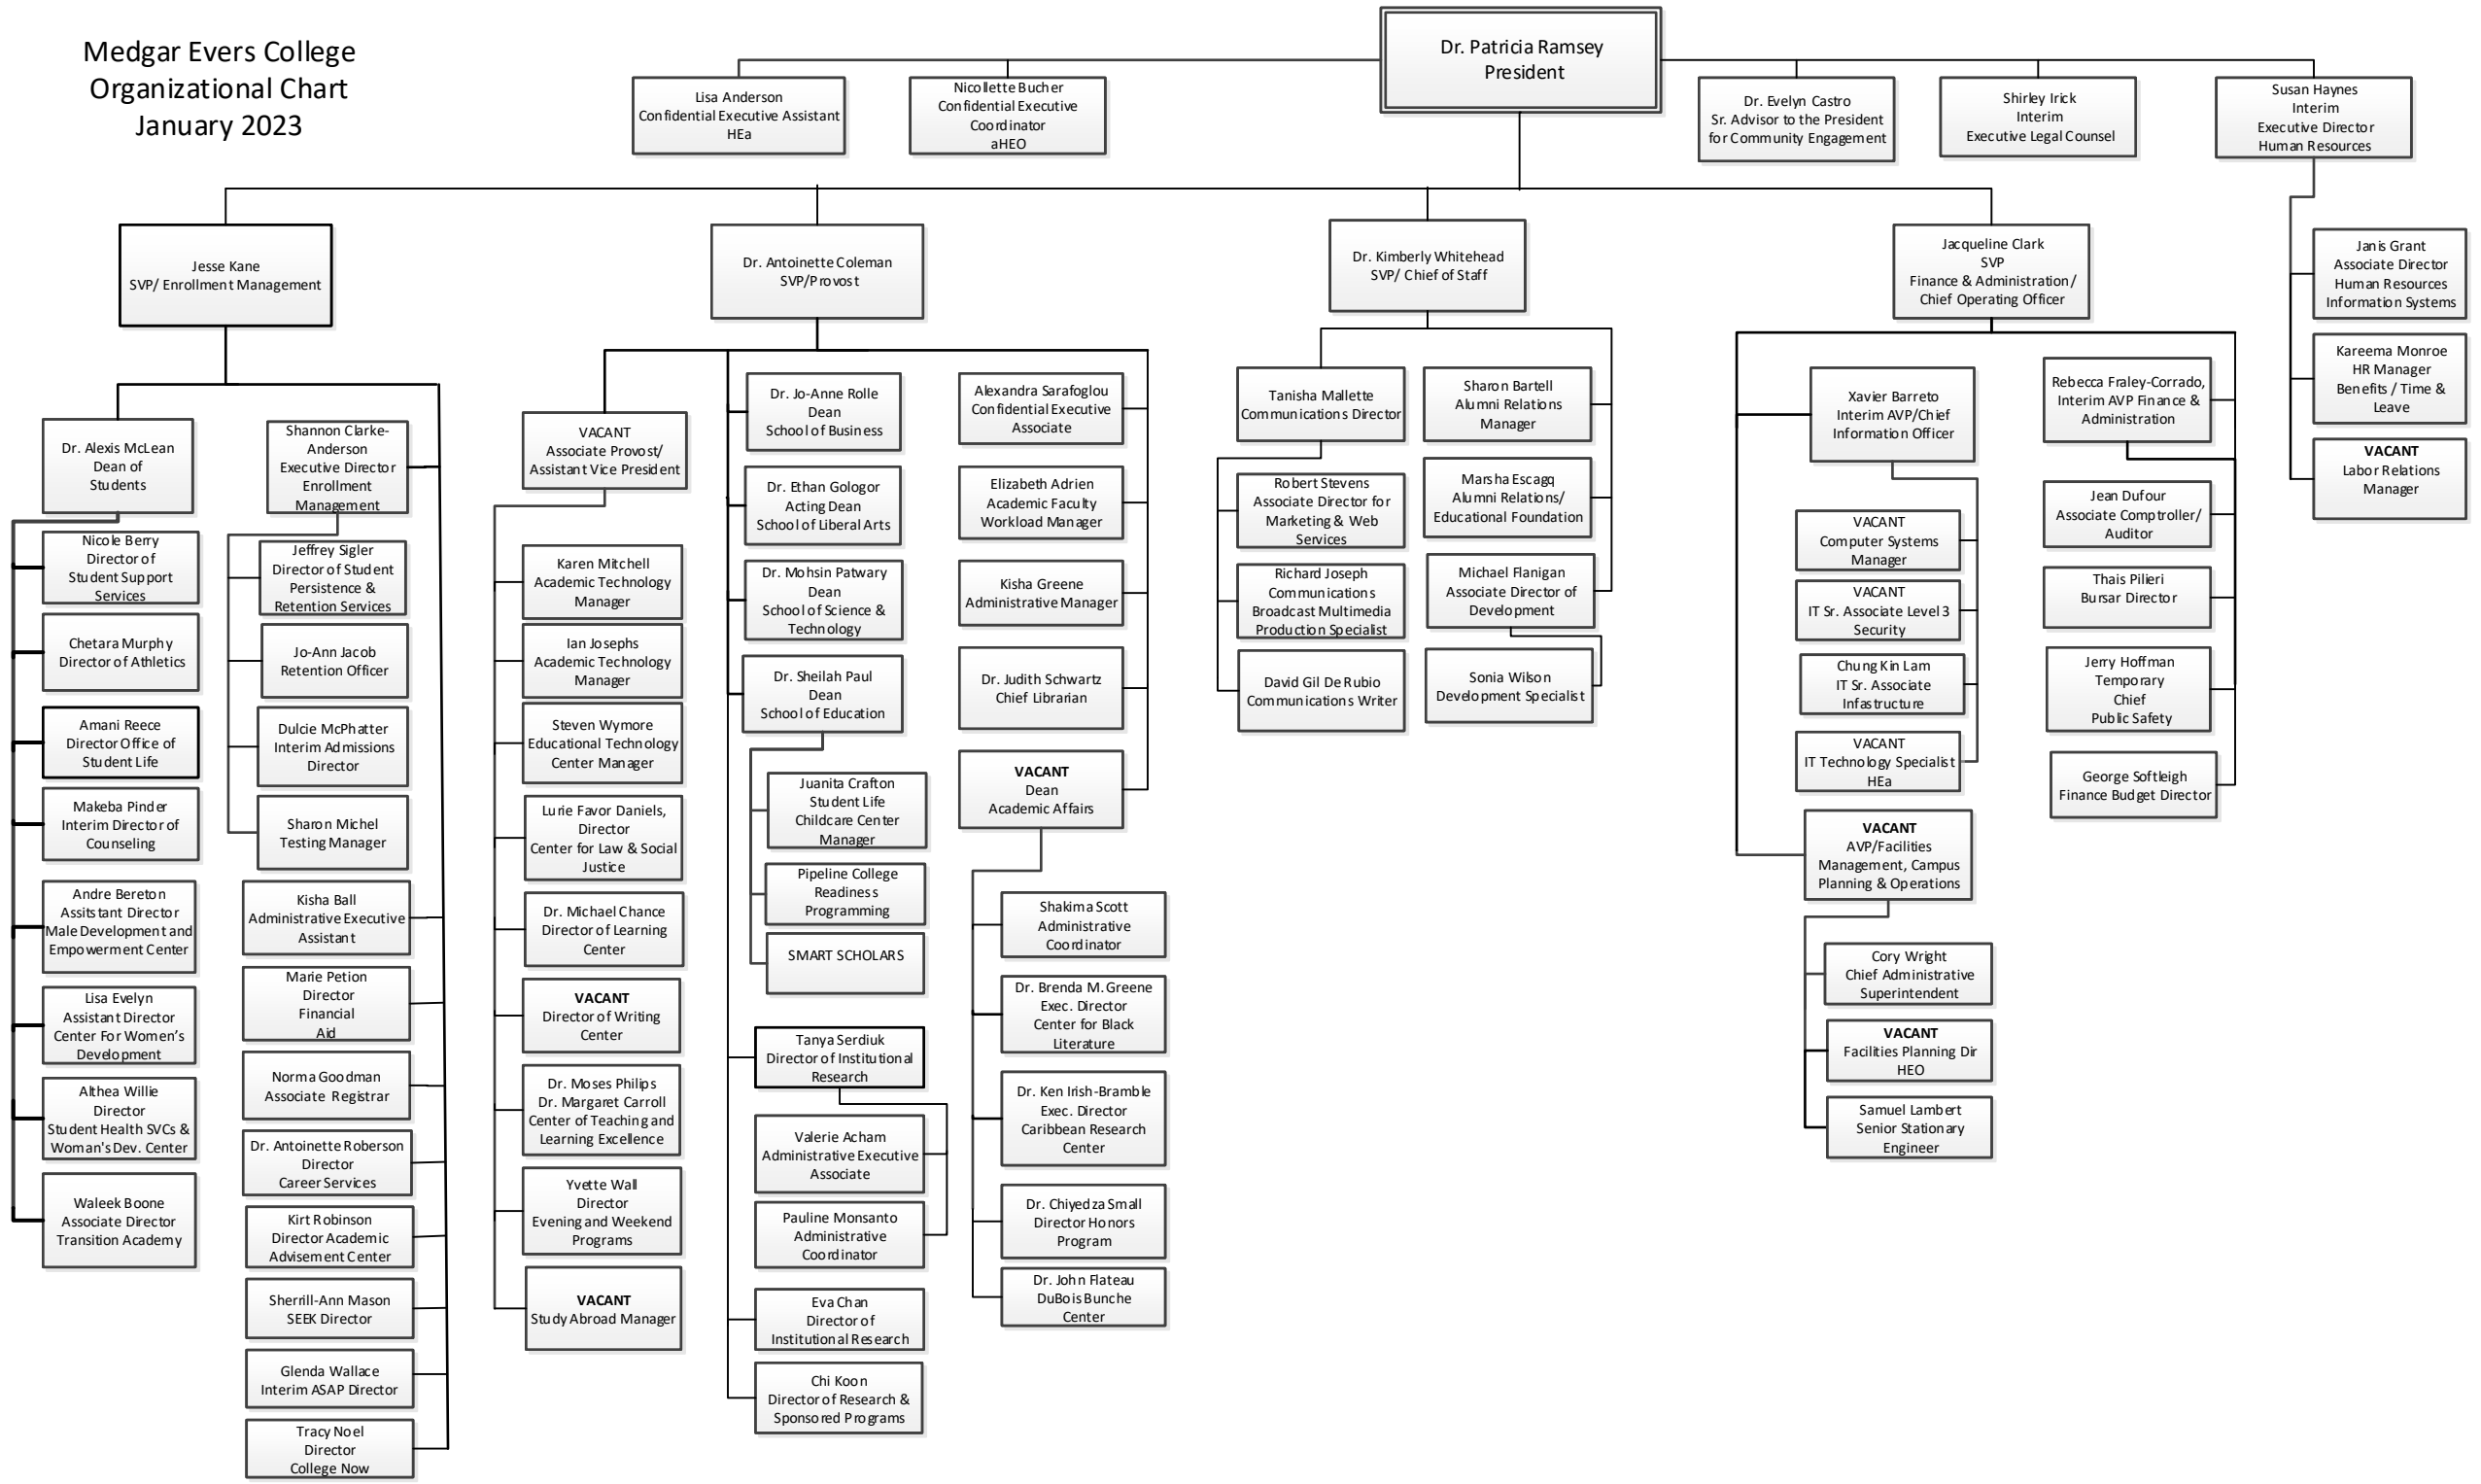 Medgar Evers College
Organizational Chart
January 2023
Dr. Patricia Ramsey
President
Lisa Anderson
Confidential Executive Assistant
HEa
Nicollette Bucher
Confidential Executive
Coordinator
aHEO
Dr. Evelyn Castro
Sr. Advisor to the President
for Community Engagement
Shirley Irick
Interim
Executive Legal Counsel
Susan Haynes
Interim
Executive Director
Human Resources
Janis Grant
Associate Director
Human Resources
Information Systems
Kareema Monroe
HR Manager
Benefits / Time &
Leave
VACANT
Labor Relations
Manager
Jesse Kane
SVP/ Enrollment Management
Dr. Alexis McLean
Dean of
Students
Nicole Berry
Director of
Student Support
Services
Chetara Murphy
Director of Athletics
Amani Reece
Director Office of
Student Life
Makeba Pinder
Interim Director of
Counseling
Andre Bereton
Assitstant Director
Male Development and
Empowerment Center
Lisa Evelyn
Assistant Director
Center For Women’s
Development
Althea Willie
Director
Student Health SVCs &
Woman's Dev. Center
Waleek Boone
Associate Director
Transition Academy
Shannon Clarke-
Anderson
Executive Director
Enrollment
Management
Jeffrey Sigler
Director of Student
Persistence &
Retention Services
Jo-Ann Jacob
Retention Officer
Dulcie McPhatter
Interim Admissions
Director
Sharon Michel
Testing Manager
Kisha Ball
Administrative Executive
Assistant
Marie Petion
Director
Financial
Aid
Norma Goodman
Associate Registrar
Dr. Antoinette Roberson
Director
Career Services
Kirt Robinson
Director Academic
Advisement Center
Sherrill-Ann Mason
SEEK Director
Glenda Wallace
Interim ASAP Director
Tracy Noel
Director
College Now
Dr. Antoinette Coleman
SVP/Provost
VACANT
Associate Provost/
Assistant Vice President
Karen Mitchell
Academic Technology
Manager
Ian Josephs
Academic Technology
Manager
Steven Wymore
Educational Technology
Center Manager
Lurie Favor Daniels,
Director
Center for Law & Social
Justice
Dr. Michael Chance
Director of Learning
Center
VACANT
Director of Writing
Center
Dr. Moses Philips
Dr. Margaret Carroll
Center of Teaching and
Learning Excellence
Yvette Wall
Director
Evening and Weekend
Programs
VACANT
Study Abroad Manager
Dr. Jo-Anne Rolle
Dean
School of Business
Dr. Ethan Gologor
Acting Dean
School of Liberal Arts
Dr. Mohsin Patwary
Dean
School of Science &
Technology
Dr. Sheilah Paul
Dean
School of Education
Juanita Crafton
Student Life
Childcare Center
Manager
Pipeline College
Readiness
Programming
SMART SCHOLARS
Tanya Serdiuk
Director of Institutional
Research
Valerie Acham
Administrative Executive
Associate
Pauline Monsanto
Administrative
Coordinator
Eva Chan
Director of
Institutional Research
Chi Koon
Director of Research &
Sponsored Programs
Alexandra Sarafoglou
Confidential Executive
Associate
Elizabeth Adrien
Academic Faculty
Workload Manager
Kisha Greene
Administrative Manager
Dr. Judith Schwartz
Chief Librarian
VACANT
Dean
Academic Affairs
Shakima Scott
Administrative
Coordinator
Dr. Brenda M. Greene
Exec. Director
Center for Black
Literature
Dr. Ken Irish-Bramble
Exec. Director
Caribbean Research
Center
Dr. Chiyedza Small
Director Honors
Program
Dr. John Flateau
DuBois Bunche
Center
Dr. Kimberly Whitehead
SVP/ Chief of Staff
Tanisha Mallette
Communications Director
Robert Stevens
Associate Director for
Marketing & Web
Services
Richard Joseph
Communications
Broadcast Multimedia
Production Specialist
David Gil De Rubio
Communications Writer
Sharon Bartell
Alumni Relations
Manager
Marsha Escagq
Alumni Relations/
Educational Foundation
Michael Flanigan
Associate Director of
Development
Sonia Wilson
Development Specialist
Jacqueline Clark
SVP
Finance & Administration/
Chief Operating Officer
Xavier Barreto
Interim AVP/Chief
Information Officer
VACANT
Computer Systems
Manager
VACANT
IT Sr. Associate Level 3
Security
Chung Kin Lam
IT Sr. Associate
Infastructure
VACANT
IT Technology Specialist
HEa
VACANT
AVP/Facilities
Management, Campus
Planning & Operations
Cory Wright
Chief Administrative
Superintendent
VACANT
Facilities Planning Dir
HEO
Samuel Lambert
Senior Stationary
Engineer
Rebecca Fraley-Corrado,
Interim AVP Finance &
Administration
Jean Dufour
Associate Comptroller/
Auditor
Thais Pilieri
Bursar Director
Jerry Hoffman
Temporary
Chief
Public Safety
George Softleigh
Finance Budget Director